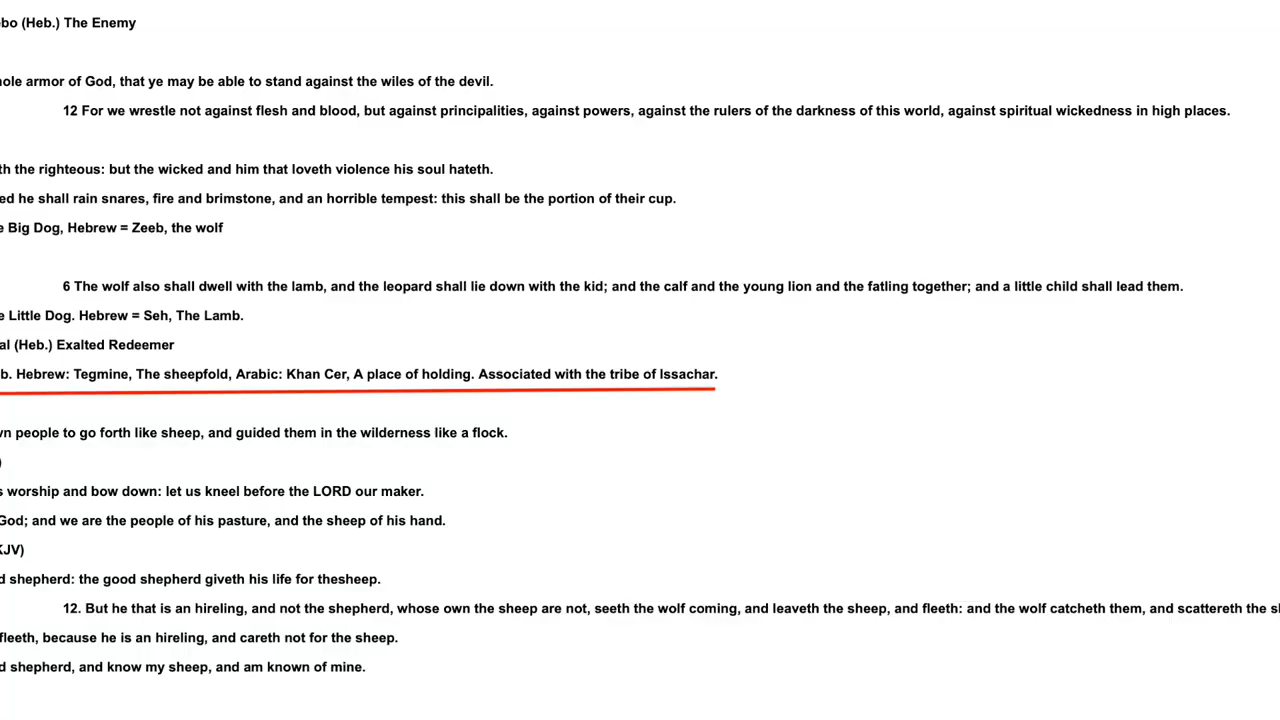 bo (Heb.) The Enemy
ole armor of God, that ye may be able to stand against the wiles of the devil.
12 For we wrestle not against flesh and blood, but against principalities, against powers, against the rulers of the darkness of this world, against spiritual wickedness in high places.
th the righteous: but the wicked and him that loveth violence his soul hateth.
ed he shall rain snares, fire and brimstone, and an horrible tempest: this shall be the portion of their cup.
e Big Dog, Hebrew = Zeeb, the wolf
6 The wolf also shall dwell with the lamb, and the leopard shall lie down with the kid; and the calf and the young lion and the fatling together; and a little child shall lead them.
e Little Dog. Hebrew = Seh, The Lamb.
al (Heb.) Exalted Redeemer
b. Hebrew: Tegmine, The sheepfold, Arabic: Khan Cer, A place of holding. Associated with the tribe of Issachar.
vn people to go forth like sheep, and guided them in the wilderness like a flock.
)
s worship and bow down: let us kneel before the LORD our maker.
God; and we are the people of his pasture, and the sheep of his hand.
KJV)
d shepherd: the good shepherd giveth his life for thesheep.
12. But he that is an hireling, and not the shepherd, whose own the sheep are not, seeth the wolf coming, and leaveth the sheep, and fleeth: and the wolf catcheth them, and scattereth the s
fleeth, because he is an hireling, and careth not for the sheep.
d shepherd, and know my sheep, and am known of mine.